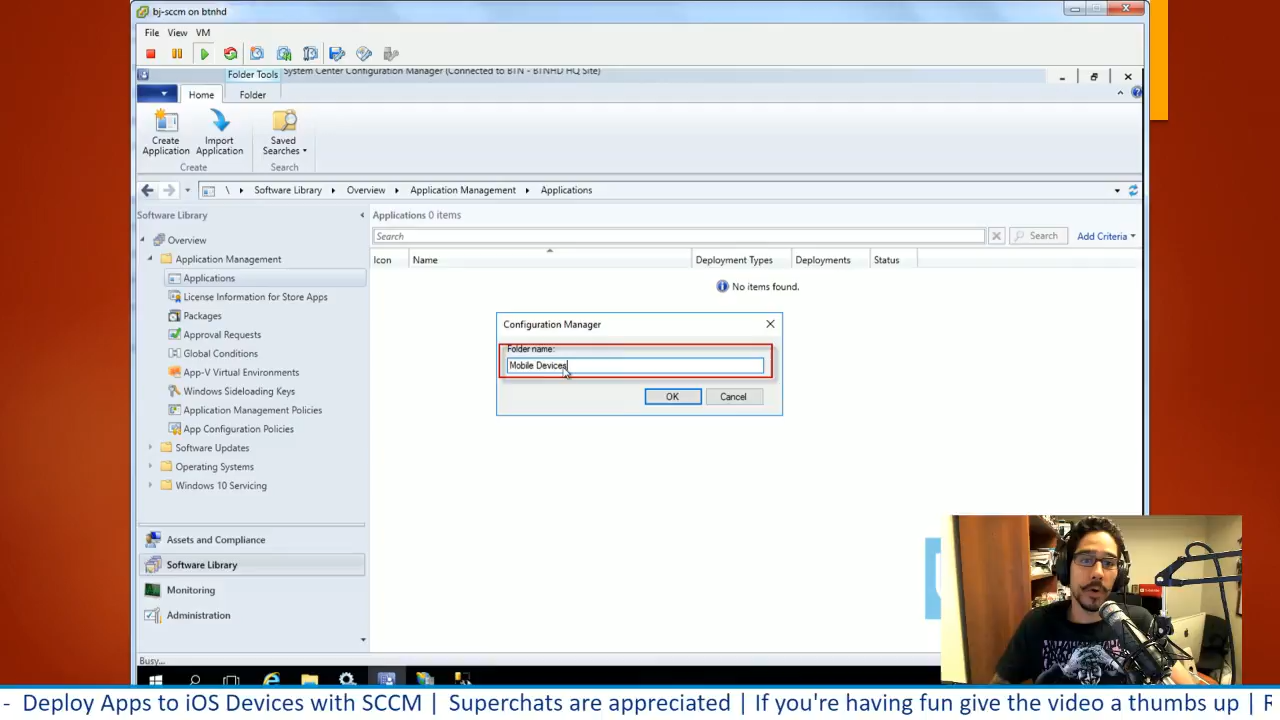 bj-sccm on btnhd
File View VM
Folder Tools System Center Configuration Manager (Connected to BTN - BTNHD HQ Site)
Home Folder
Create Application
Import Application
Saved Searches
Create Search
\ Software Library Overview Application Management Applications
Software Library
Applications 0 items
Search Search Add Criteria
Icon Name Deployment Types Deployments Status
No items found.
Overview
Application Management
Applications
License Information for Store Apps
Packages
Approval Requests
Global Conditions
App-V Virtual Environments
Windows Sideloading Keys
Application Management Policies
App Configuration Policies
Software Updates
Operating Systems
Windows 10 Servicing
Configuration Manager
Folder name:
Mobile Devices
OK Cancel
Assets and Compliance
Software Library
Monitoring
Administration
Busy...
- Deploy Apps to iOS Devices with SCCM | Superchats are appreciated | If you're having fun give the video a thumbs up | R